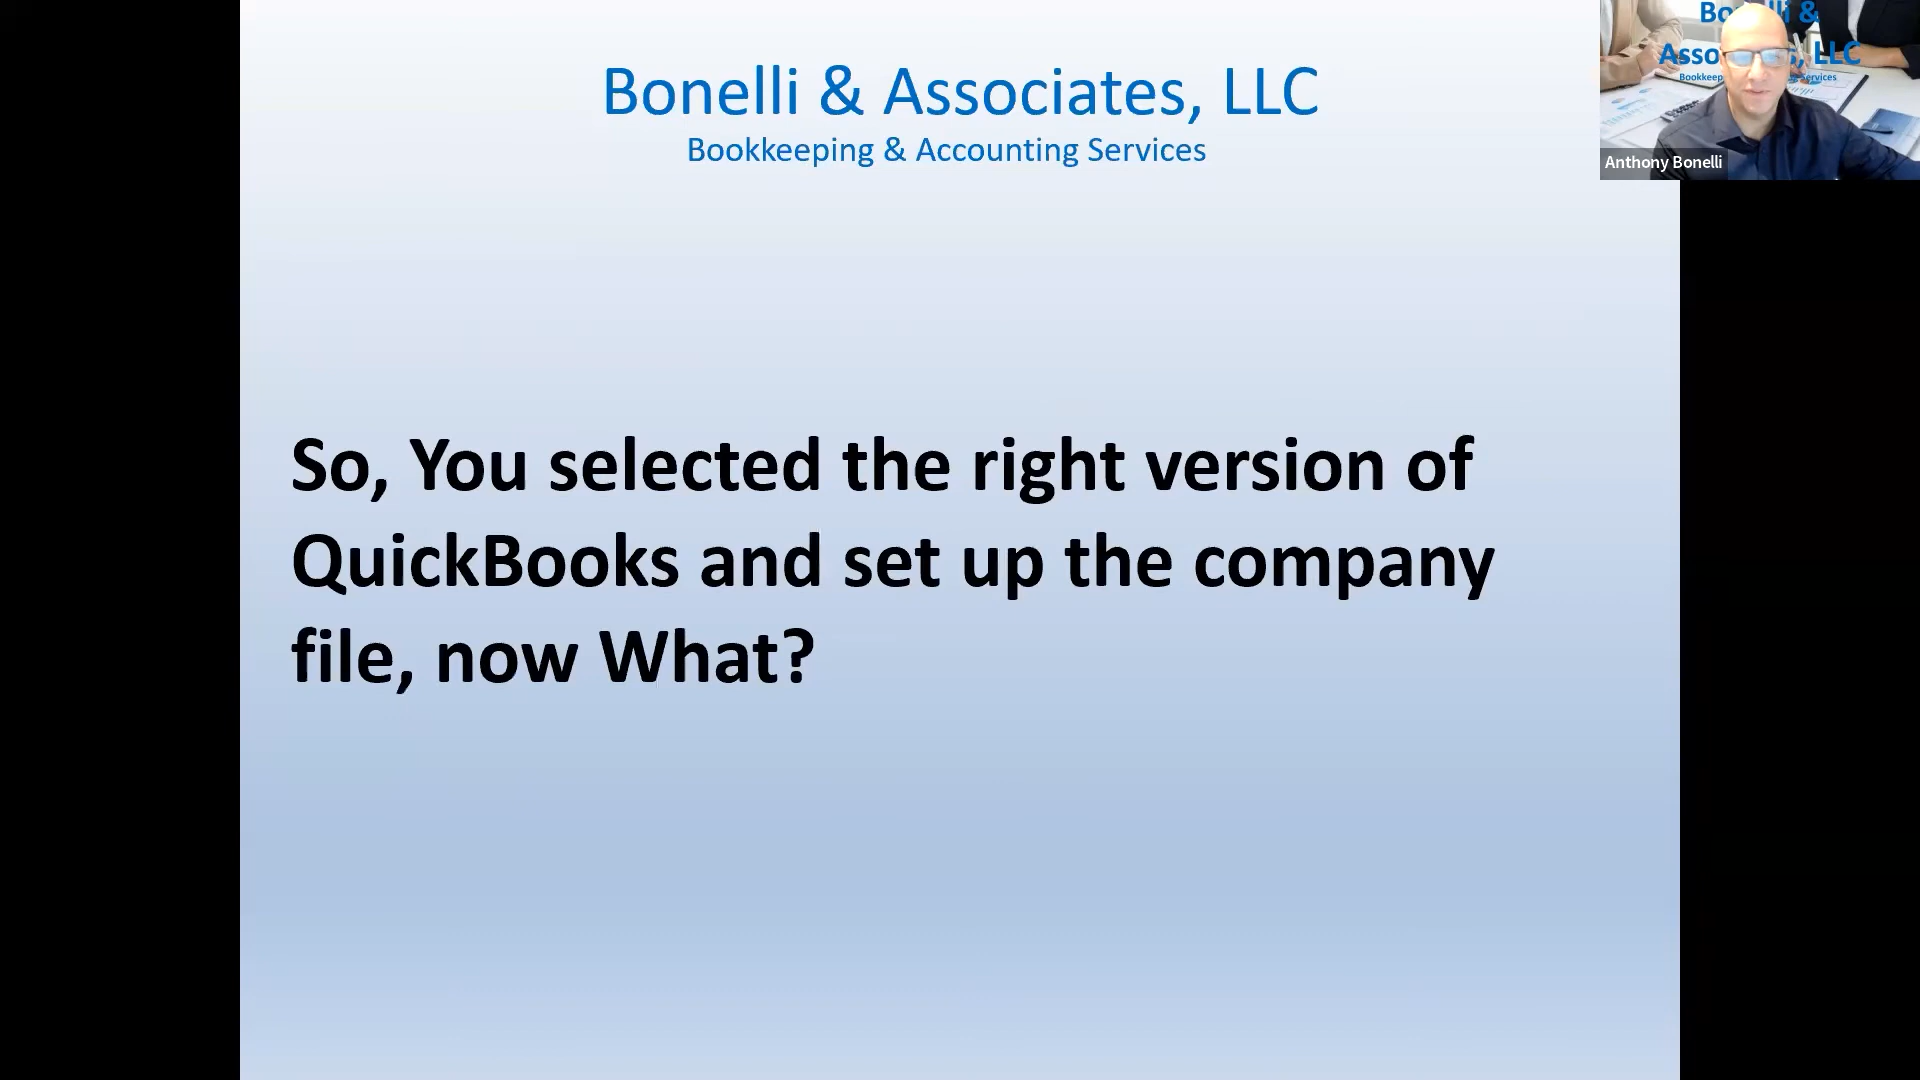 Bonelli & Associates, LLC
Bookkeeping & Accounting Services
So, You selected the right version of
QuickBooks and set up the company
file, now What?
LLC
Services
Anthony Bonelli